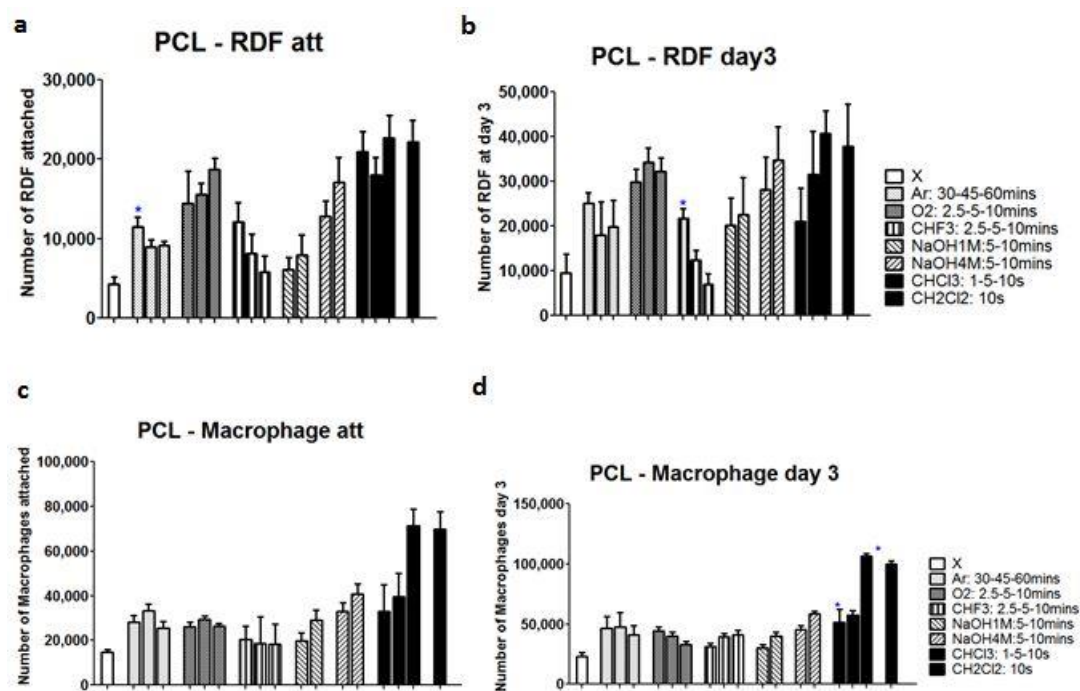 a
PCL - RDF att
Number of RDF attached
30,000
20,000
10,000
0
b
PCL - RDF day3
Number of RDF at day 3
50,000
40,000
30,000
20,000
10,000
0
X
Ar: 30-45-60mins
O2: 2.5-5-10mins
CHF3: 2.5-5-10mins
NaOH1M:5-10mins
NaOH4M:5-10mins
CHCl3: 1-5-10s
CH2Cl2: 10s
c
PCL - Macrophage att
Number of Macrophages attached
100,000
80,000
60,000
40,000
20,000
0
d
PCL - Macrophage day 3
Number of Macrophages day 3
150,000
100,000
50,000
0
X
Ar: 30-45-60mins
O2: 2.5-5-10mins
CHF3: 2.5-5-10mins
NaOH1M:5-10mins
NaOH4M:5-10mins
CHCl3: 1-5-10s
CH2Cl2: 10s